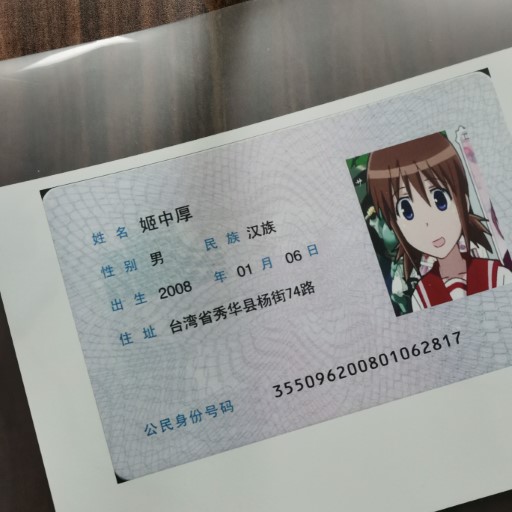 姓名 姬中厚
性别 男 民族 汉族
出生 2008 年 01 月 06 日
住址 台湾省秀华县杨街74路
公民身份号码 355096200801062817